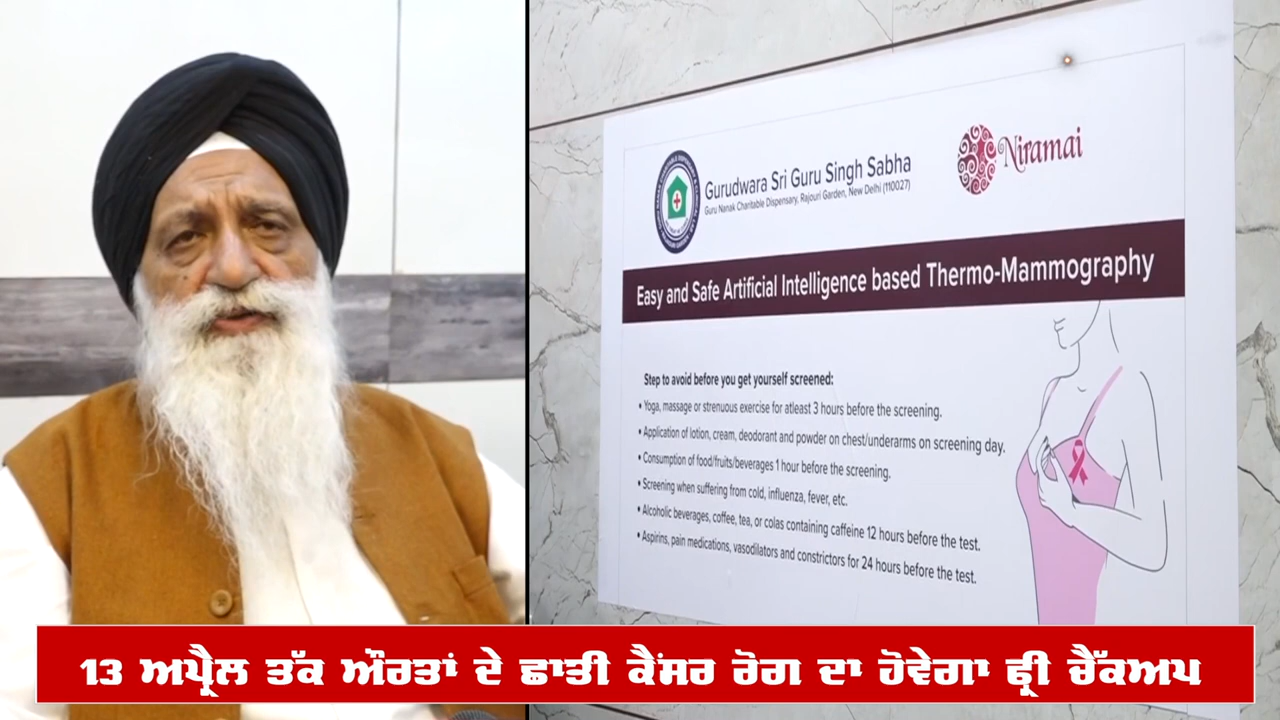 Gurudwara Sri Guru Singh Sabha
Guru Nanak Charitable Dispensary, Rajouri Garden, New Delhi (110027)
Niramai
Easy and Safe Artificial Intelligence based Thermo-Mammography
Step to avoid before you get yourself screened:
• Yoga, massage or strenuous exercise for atleast 3 hours before the screening.
• Application of lotion, cream, deodorant and powder on chest/underarms on screening day.
• Consumption of food/fruits/beverages 1 hour before the screening.
• Screening when suffering from cold, influenza, fever, etc.
• Alcoholic beverages, coffee, tea, or colas containing caffeine 12 hours before the test.
• Aspirins, pain medications, vasodilators and constrictors for 24 hours before the test.
13 ਅਪ੍ਰੈਲ ਤੱਕ ਔਰਤਾਂ ਦੇ ਛਾਤੀ ਕੈਂਸਰ ਰੋਗ ਦਾ ਹੋਵੇਗਾ ਫ੍ਰੀ ਚੈੱਕਅਪ